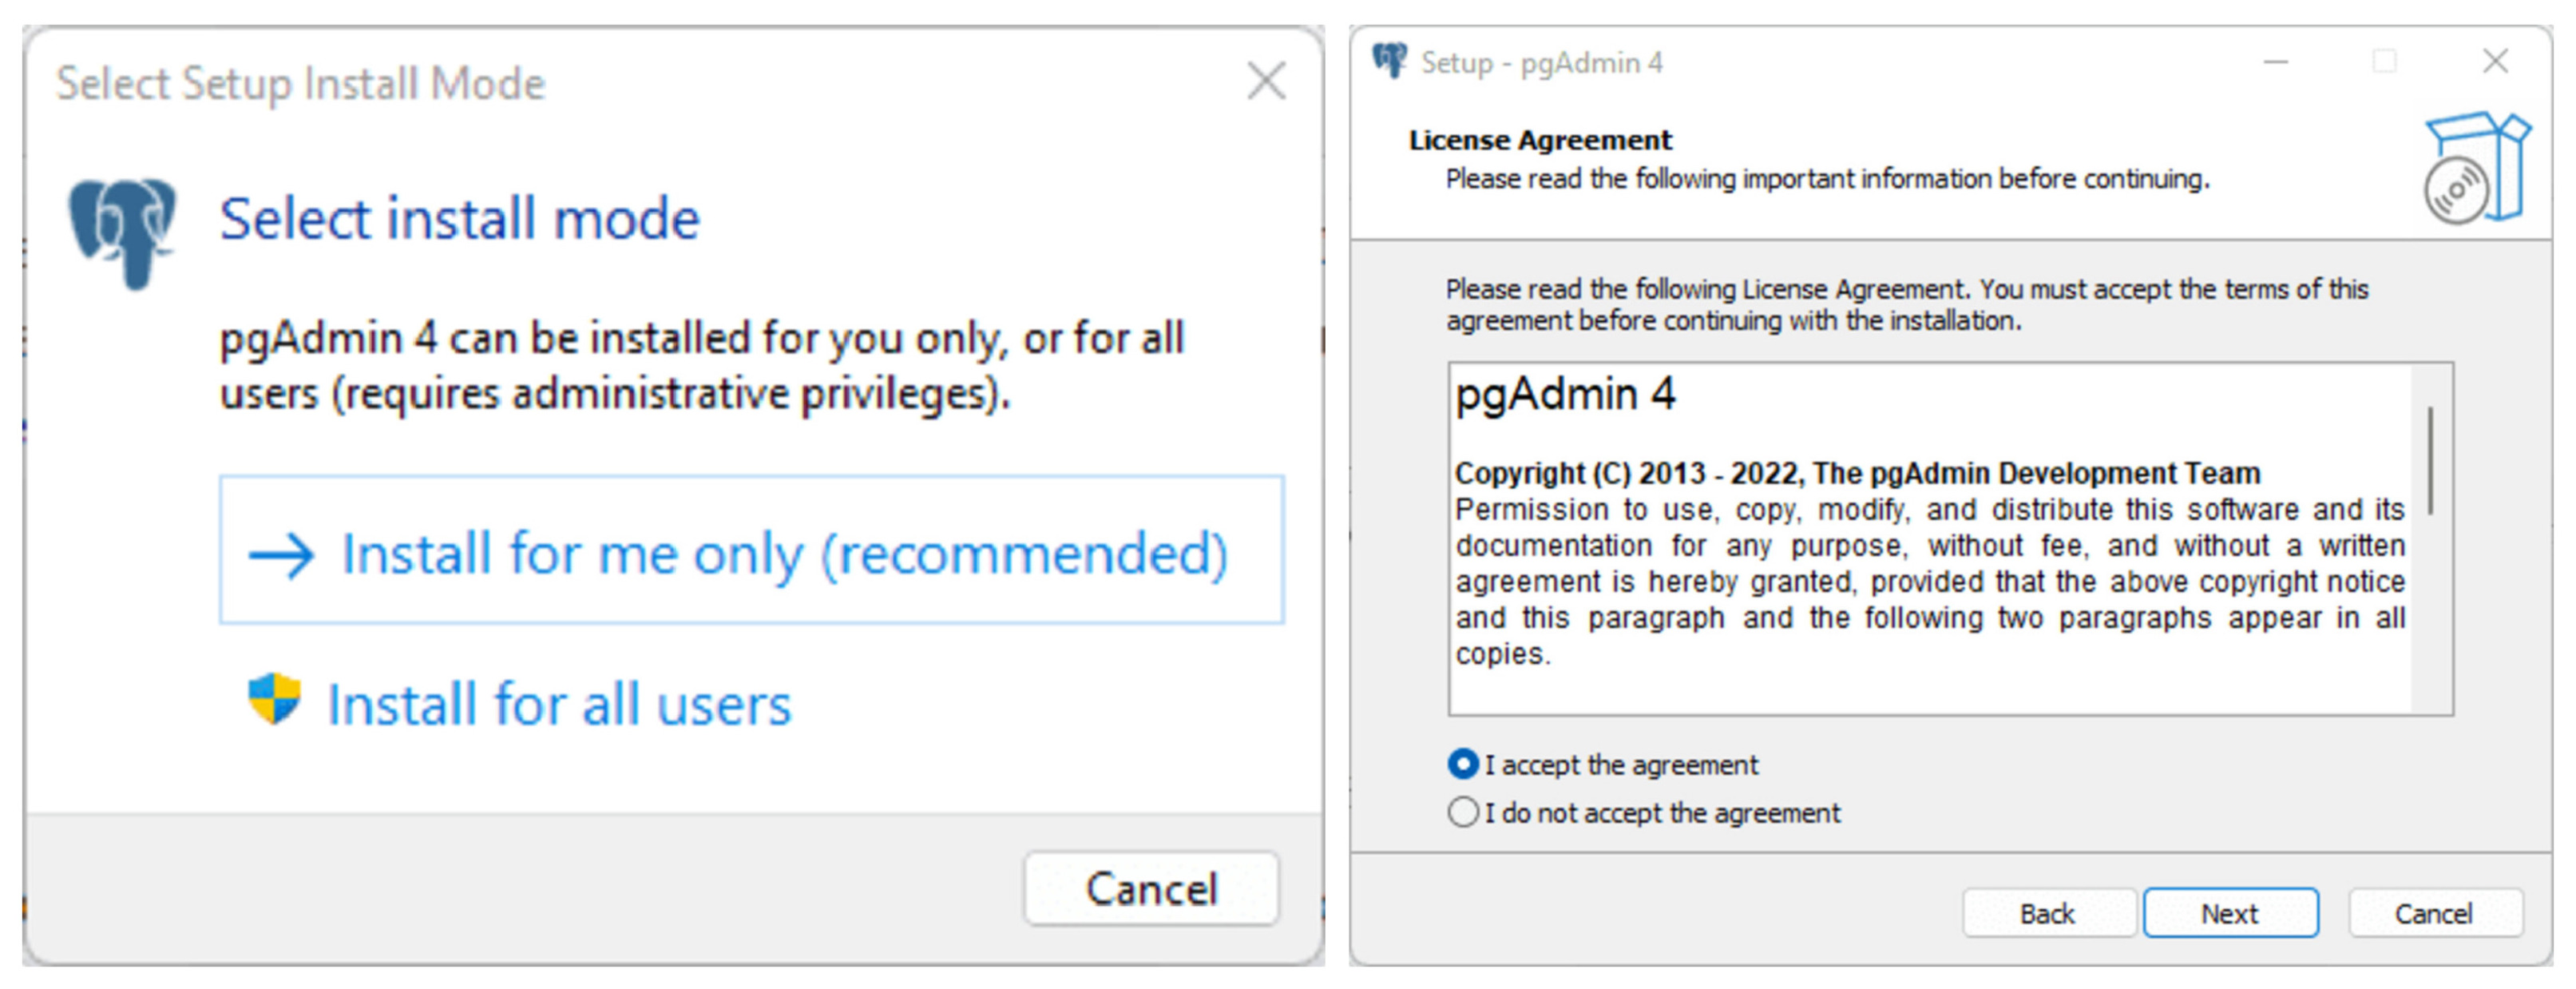 Select Setup Install Mode
Select install mode
pgAdmin 4 can be installed for you only, or for all
users (requires administrative privileges).
Install for me only (recommended)
Install for all users
Cancel
Setup - pgAdmin 4
License Agreement
Please read the following important information before continuing.
Please read the following License Agreement. You must accept the terms of this
agreement before continuing with the installation.
pgAdmin 4
Copyright (C) 2013 - 2022, The pgAdmin Development Team
Permission to use, copy, modify, and distribute this software and its
documentation for any purpose, without fee, and without a written
agreement is hereby granted, provided that the above copyright notice
and this paragraph and the following two paragraphs appear in all
copies.
I accept the agreement
I do not accept the agreement
Back Next Cancel